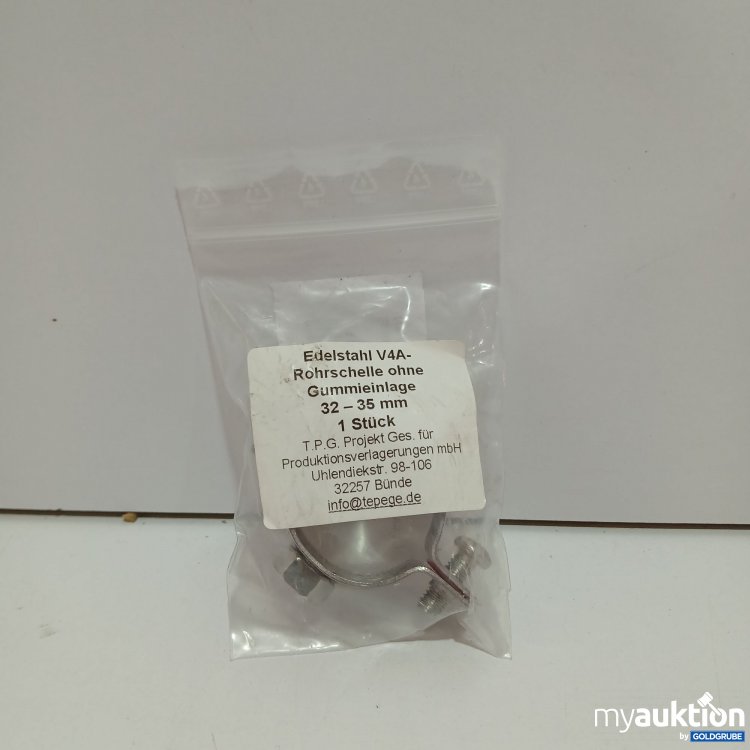 Edelstahl V4A-
Rohrschelle ohne
Gummieinlage
32 – 35 mm
1 Stück
T.P.G. Projekt Ges. für
Produktionsverlagerungen mbH
Uhlendiekstr. 98-106
32257 Bünde
info@tepege.de
myauktion
by GOLDGRUBE